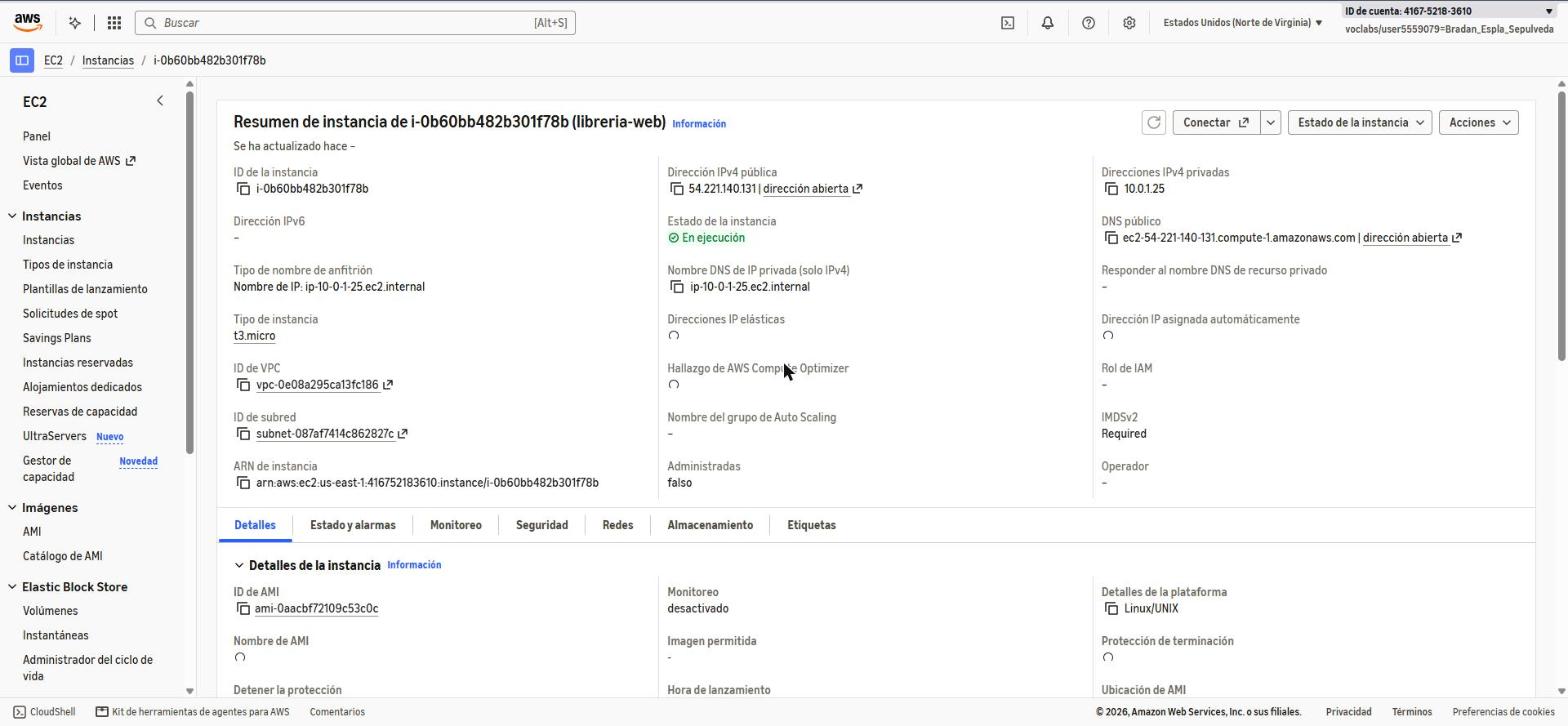 aws
Buscar [Alt+S]
Estados Unidos (Norte de Virginia)
ID de cuenta: 4167-5218-3610
voclabs/user5559079=Bradan_Espla_Sepulveda
EC2 / Instancias / i-0b60bb482b301f78b
EC2
Panel
Vista global de AWS
Eventos
Instancias
Instancias
Tipos de instancia
Plantillas de lanzamiento
Solicitudes de spot
Savings Plans
Instancias reservadas
Alojamientos dedicados
Reservas de capacidad
UltraServers Nuevo
Gestor de capacidad Novedad
Imágenes
AMI
Catálogo de AMI
Elastic Block Store
Volúmenes
Instantáneas
Administrador del ciclo de
vida
Resumen de instancia de i-0b60bb482b301f78b (libreria-web) Información
Conectar Estado de la instancia Acciones
Se ha actualizado hace –
ID de la instancia
i-0b60bb482b301f78b
Dirección IPv4 pública
54.221.140.131 | dirección abierta
Direcciones IPv4 privadas
10.0.1.25
Dirección IPv6
–
Estado de la instancia
En ejecución
DNS público
ec2-54-221-140-131.compute-1.amazonaws.com | dirección abierta
Tipo de nombre de anfitrión
Nombre de IP: ip-10-0-1-25.ec2.internal
Nombre DNS de IP privada (solo IPv4)
ip-10-0-1-25.ec2.internal
Responder al nombre DNS de recurso privado
–
Tipo de instancia
t3.micro
Direcciones IP elásticas
Dirección IP asignada automáticamente
ID de VPC
vpc-0e08a295ca13fc186
Hallazgo de AWS Compute Optimizer
Rol de IAM
–
ID de subred
subnet-087af7414c862827c
Nombre del grupo de Auto Scaling
–
IMDSv2
Required
ARN de instancia
arn:aws:ec2:us-east-1:416752183610:instance/i-0b60bb482b301f78b
Administradas
falso
Operador
–
Detalles Estado y alarmas Monitoreo Seguridad Redes Almacenamiento Etiquetas
Detalles de la instancia Información
ID de AMI
ami-0aacbf72109c53c0c
Monitoreo
desactivado
Detalles de la plataforma
Linux/UNIX
Nombre de AMI
Imagen permitida
-
Protección de terminación
Detener la protección
Hora de lanzamiento
Ubicación de AMI
CloudShell Kit de herramientas de agentes para AWS Comentarios
© 2026, Amazon Web Services, Inc. o sus filiales. Privacidad Términos Preferencias de cookies